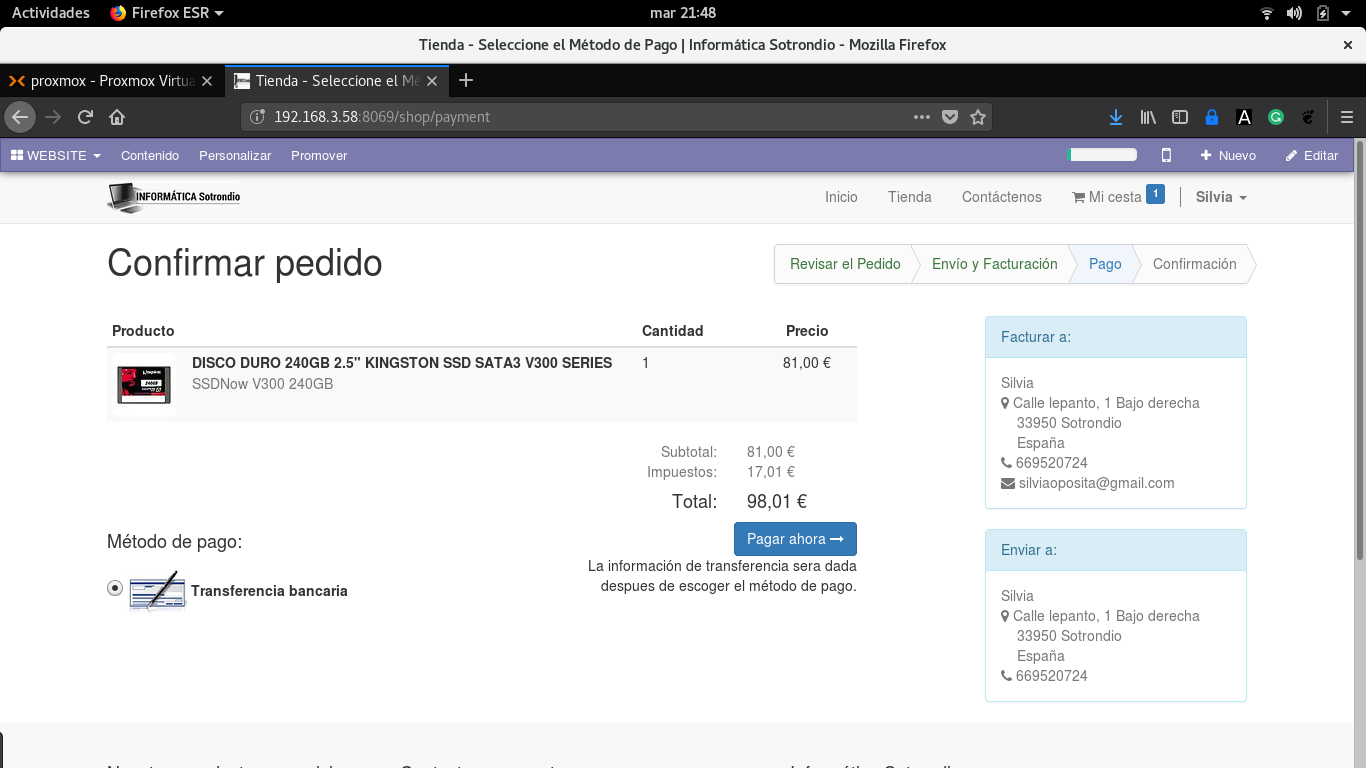 Actividades
Firefox ESR
mar 21:48
Tienda - Seleccione el Método de Pago | Informática Sotrondio - Mozilla Firefox
proxmox - Proxmox Virtua
Tienda - Seleccione el Mé
192.168.3.58:8069/shop/payment
WEBSITE
Contenido
Personalizar
Promover
Nuevo
Editar
INFORMÁTICA Sotrondio
Inicio
Tienda
Contáctenos
Mi cesta 1
Silvia
Confirmar pedido
Revisar el Pedido
Envío y Facturación
Pago
Confirmación
Producto Cantidad Precio
DISCO DURO 240GB 2.5" KINGSTON SSD SATA3 V300 SERIES 1 81,00 €
SSDNow V300 240GB
Subtotal: 81,00 €
Impuestos: 17,01 €
Total: 98,01 €
Pagar ahora
La información de transferencia sera dada
despues de escoger el método de pago.
Método de pago:
Transferencia bancaria
Facturar a:
Silvia
Calle lepanto, 1 Bajo derecha
33950 Sotrondio
España
669520724
silviaoposita@gmail.com
Enviar a:
Silvia
Calle lepanto, 1 Bajo derecha
33950 Sotrondio
España
669520724